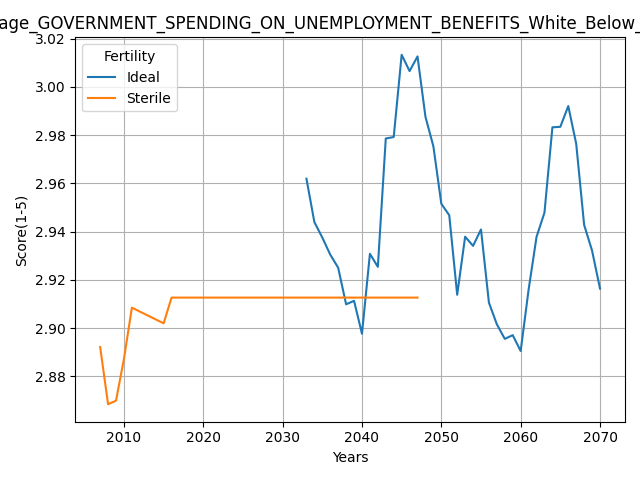 age_GOVERNMENT_SPENDING_ON_UNEMPLOYMENT_BENEFITS_White_Below_
Fertility
Ideal
Sterile
3.02
3.00
2.98
2.96
2.94
2.92
2.90
2.88
Score(1-5)
2010 2020 2030 2040 2050 2060 2070
Years